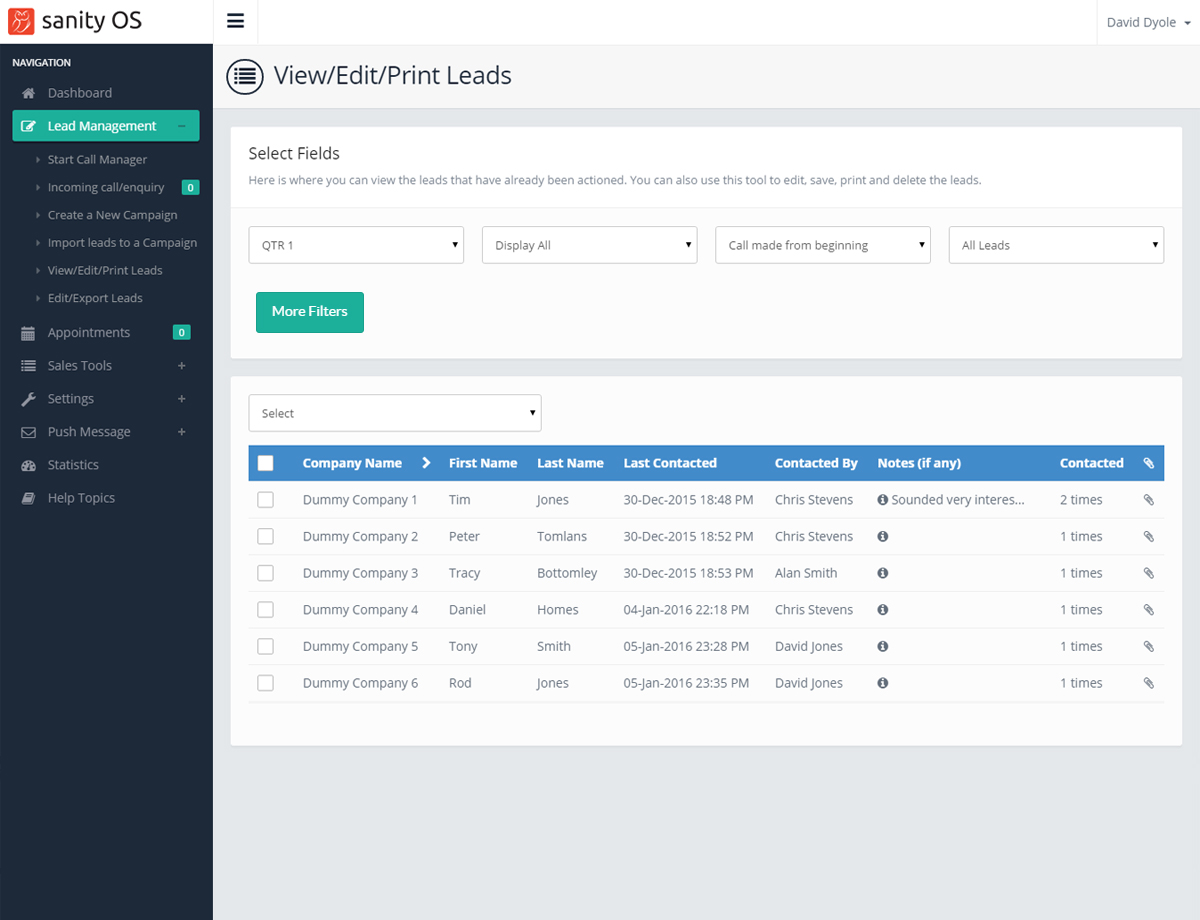 sanity OS
David Dyole
NAVIGATION
Dashboard
Lead Management
Start Call Manager
Incoming call/enquiry 0
Create a New Campaign
Import leads to a Campaign
View/Edit/Print Leads
Edit/Export Leads
Appointments 0
Sales Tools
Settings
Push Message
Statistics
Help Topics
View/Edit/Print Leads
Select Fields
Here is where you can view the leads that have already been actioned. You can also use this tool to edit, save, print and delete the leads.
QTR 1 Display All Call made from beginning All Leads
More Filters
Select
Company Name First Name Last Name Last Contacted Contacted By Notes (if any) Contacted
Dummy Company 1 Tim Jones 30-Dec-2015 18:48 PM Chris Stevens Sounded very interes... 2 times
Dummy Company 2 Peter Tomlans 30-Dec-2015 18:52 PM Chris Stevens 1 times
Dummy Company 3 Tracy Bottomley 30-Dec-2015 18:53 PM Alan Smith 1 times
Dummy Company 4 Daniel Homes 04-Jan-2016 22:18 PM Chris Stevens 1 times
Dummy Company 5 Tony Smith 05-Jan-2016 23:28 PM David Jones 1 times
Dummy Company 6 Rod Jones 05-Jan-2016 23:35 PM David Jones 1 times